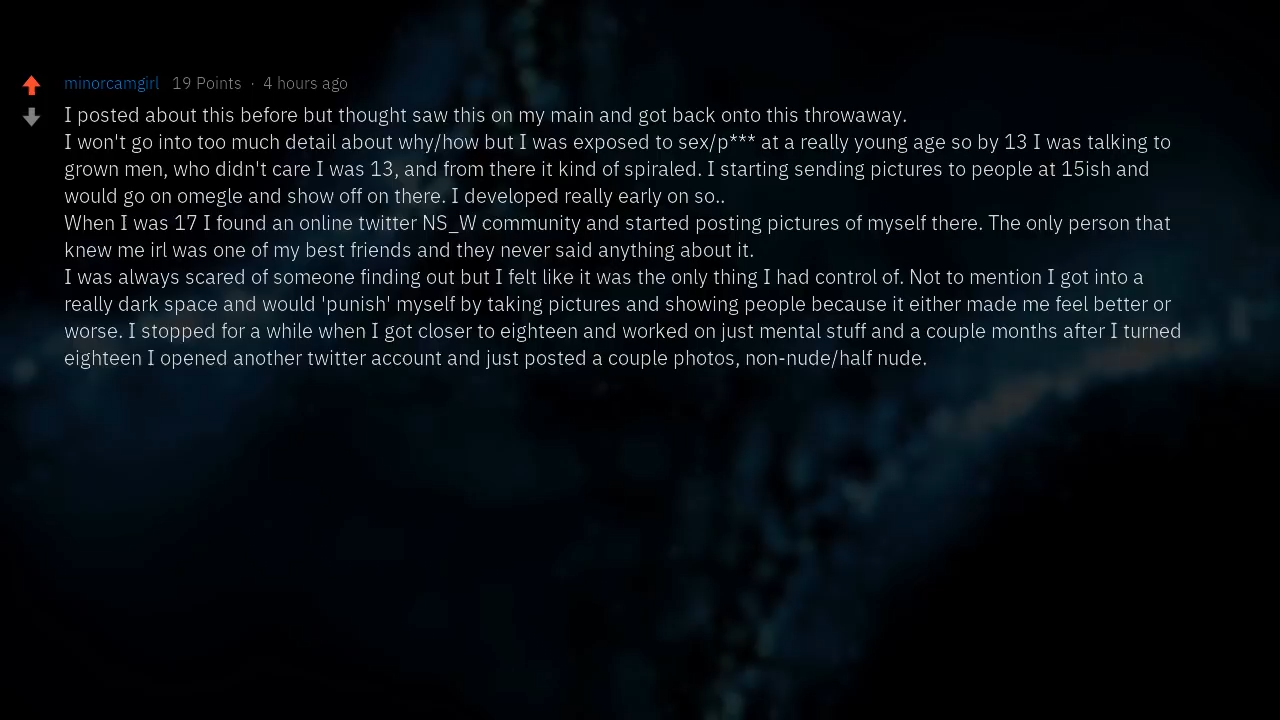 minorcamgirl 19 Points · 4 hours ago
I posted about this before but thought saw this on my main and got back onto this throwaway.
I won't go into too much detail about why/how but I was exposed to sex/p*** at a really young age so by 13 I was talking to
grown men, who didn't care I was 13, and from there it kind of spiraled. I starting sending pictures to people at 15ish and
would go on omegle and show off on there. I developed really early on so..
When I was 17 I found an online twitter NS_W community and started posting pictures of myself there. The only person that
knew me irl was one of my best friends and they never said anything about it.
I was always scared of someone finding out but I felt like it was the only thing I had control of. Not to mention I got into a
really dark space and would 'punish' myself by taking pictures and showing people because it either made me feel better or
worse. I stopped for a while when I got closer to eighteen and worked on just mental stuff and a couple months after I turned
eighteen I opened another twitter account and just posted a couple photos, non-nude/half nude.